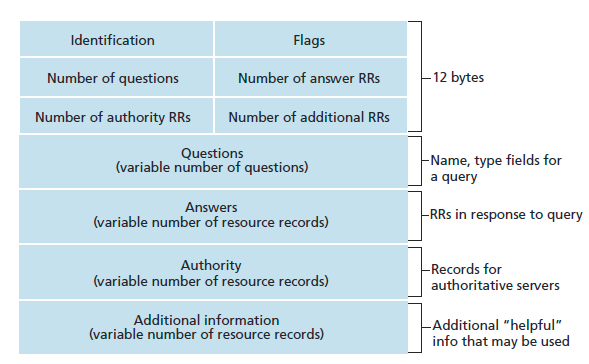 Identification
Flags
Number of questions
Number of answer RRs
12 bytes
Number of authority RRs
Number of additional RRs
Questions
(variable number of questions)
Name, type fields for
a query
Answers
(variable number of resource records)
RRs in response to query
Authority
(variable number of resource records)
Records for
authoritative servers
Additional information
(variable number of resource records)
Additional “helpful”
info that may be used